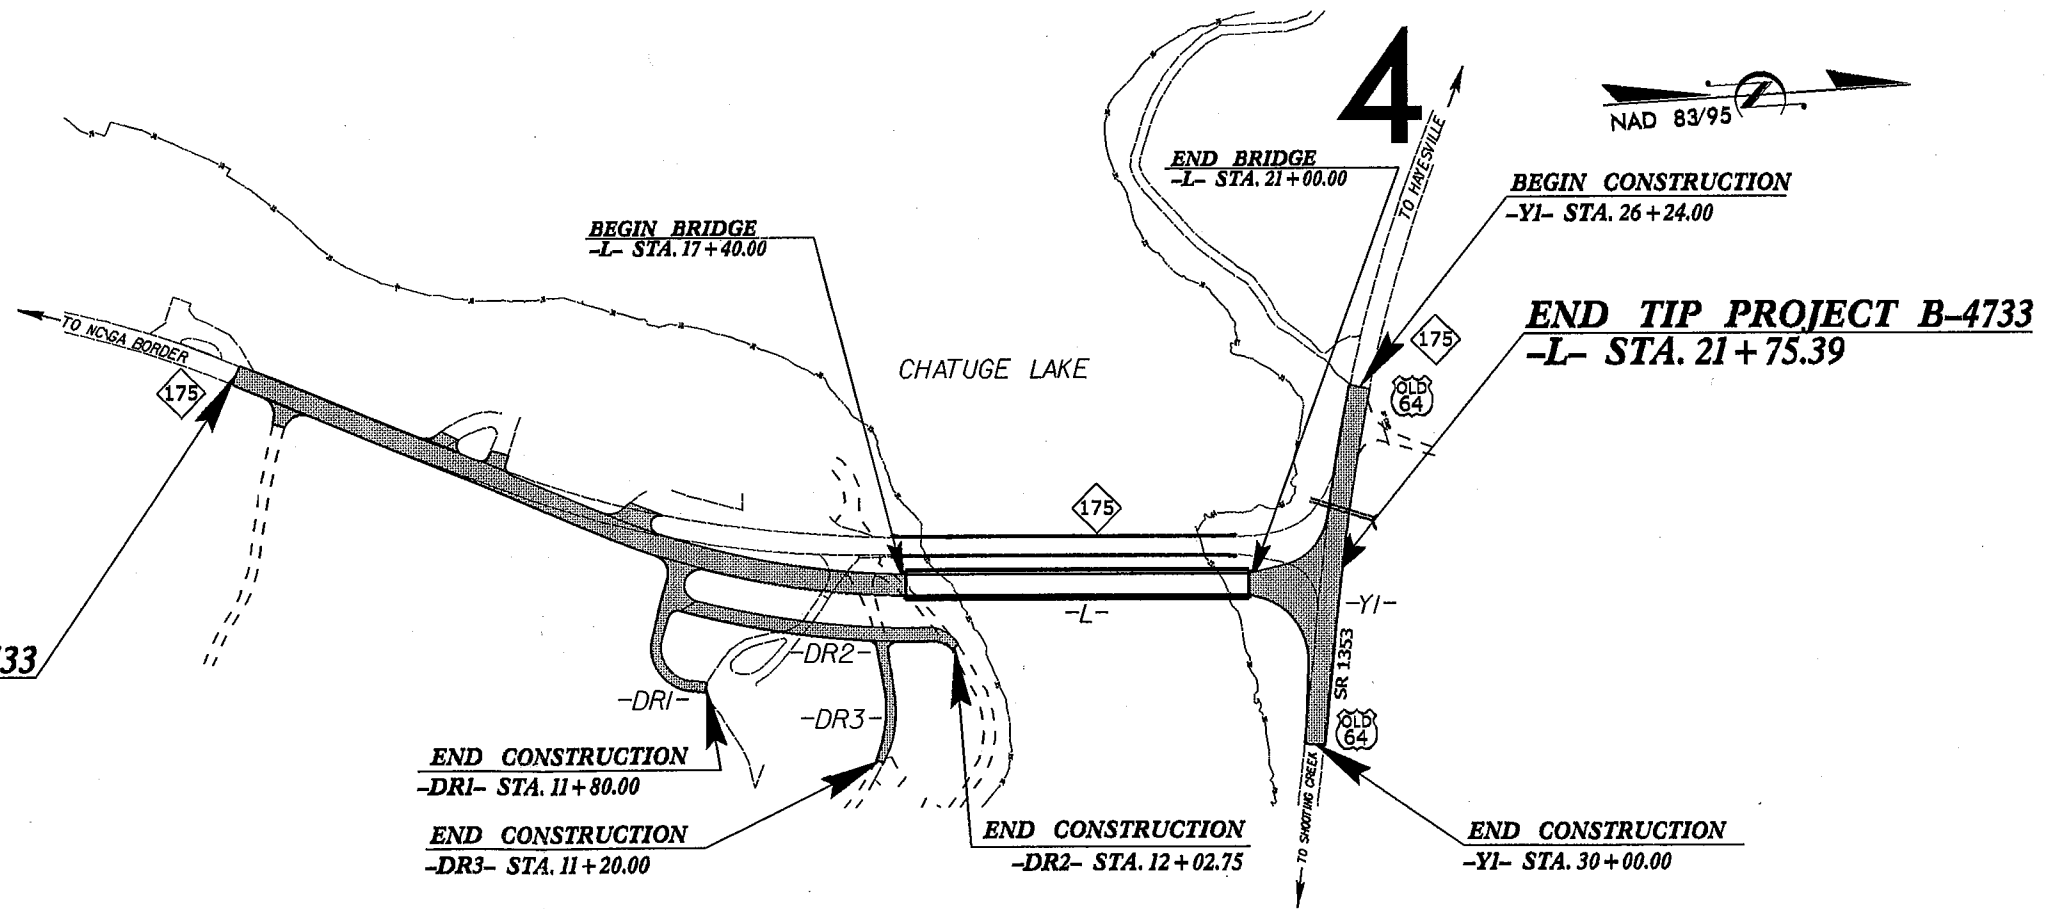 4
NAD 83/95
TO HAYESVILLE
END BRIDGE
-L- STA. 21+00.00
BEGIN CONSTRUCTION
-Y1- STA. 26+24.00
BEGIN BRIDGE
-L- STA. 17+40.00
END TIP PROJECT B-4733
-L- STA. 21+75.39
TO NC\GA BORDER
175
CHATUGE LAKE
175
OLD
64
175
-L-
-Y1-
SR 1353
33
-DR2-
-DR1-
-DR3-
OLD
64
END CONSTRUCTION
-DR1- STA. 11+80.00
END CONSTRUCTION
-DR3- STA. 11+20.00
END CONSTRUCTION
-DR2- STA. 12+02.75
TO SHOOTING CREEK
END CONSTRUCTION
-Y1- STA. 30+00.00